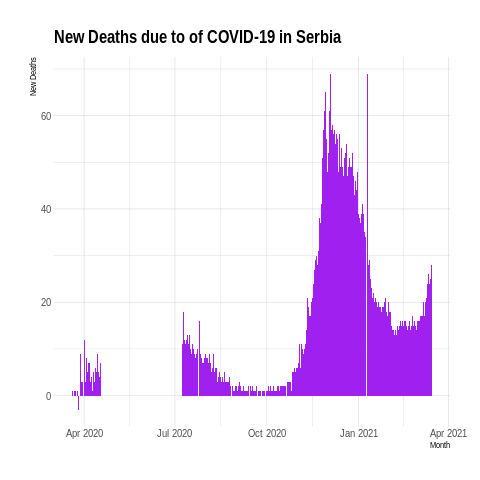 New Deaths due to of COVID-19 in Serbia
New Deaths
60
40
20
0
Apr 2020 Jul 2020 Oct 2020 Jan 2021 Apr 2021
Month